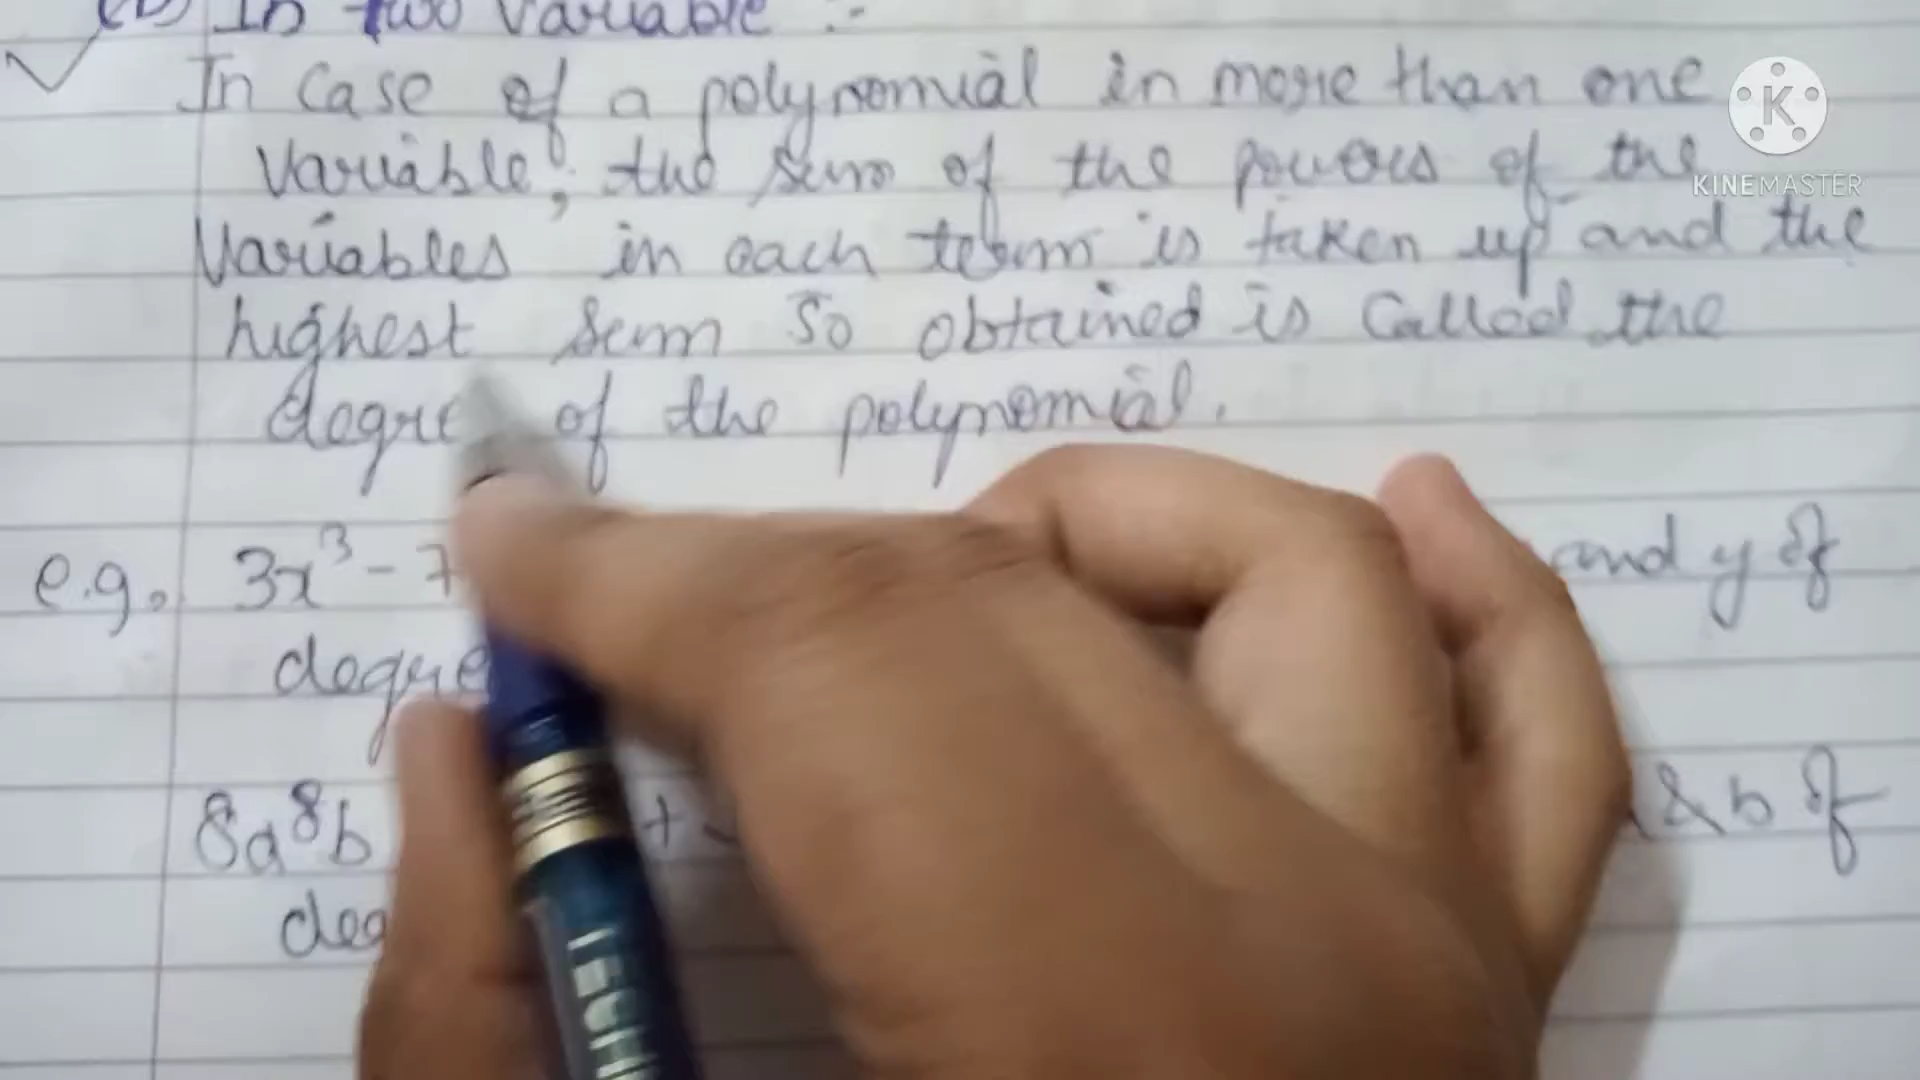 (b) In two variable :-
In case of a polynomial in more than one
variable, the sum of the powers of the
variables in each term is taken up and the
highest sum so obtained is called the
degree of the polynomial.
e.g. 3x³ - 7 and y of
degree
8a⁸b + & b of
deg
K
KINEMASTER